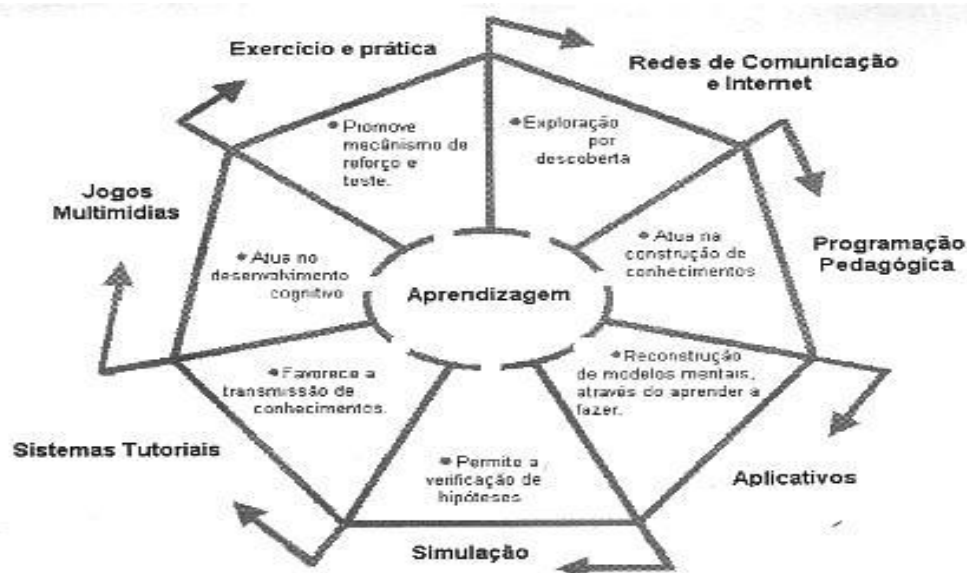 Exercício e prática
Redes de Comunicação
e Internet
Promove
mecânismo de
reforço e
teste.
Exploração
por
descoberta
Jogos
Multimidias
Atua no
desenvolvimento
cognitivo
Atua na
construção de
conhecimentos
Programação
Pedagógica
Aprendizagem
Favorece a
transmissão de
conhecimentos.
Reconstrução
de modelos mentais,
através do aprender a
fazer.
Sistemas Tutoriais
Permite a
verificação de
hipóteses
Aplicativos
Simulação